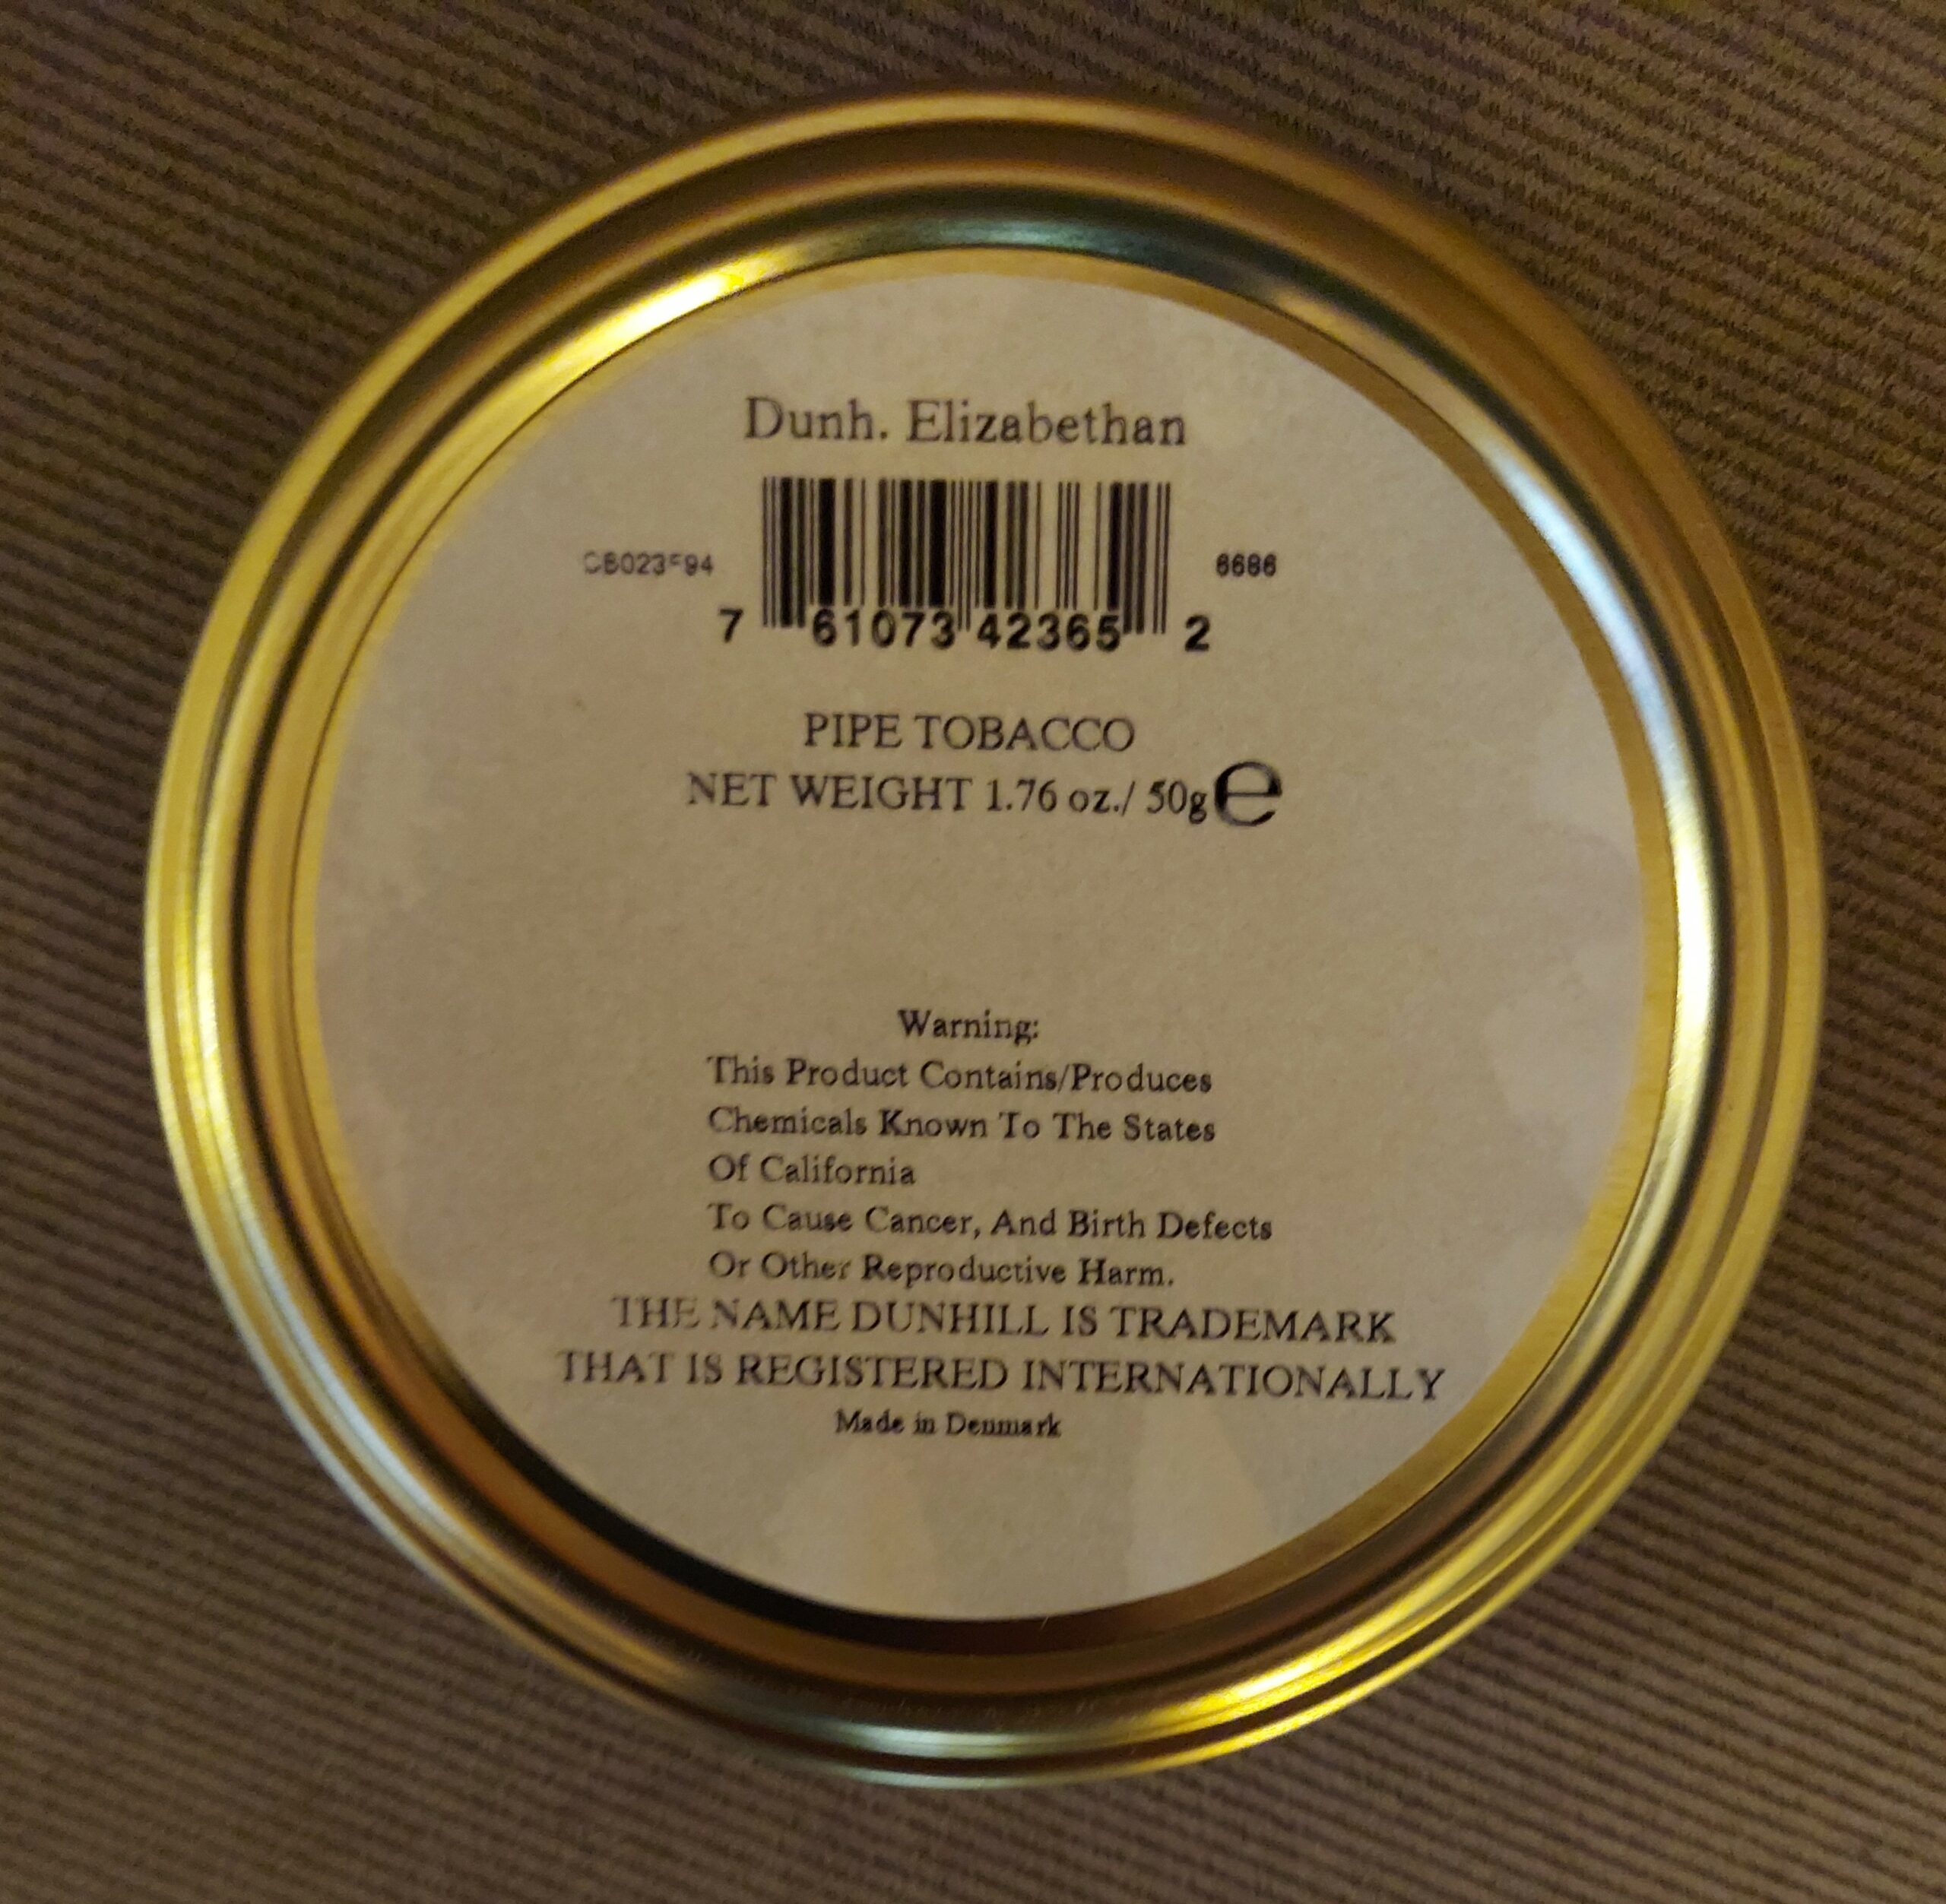 Dunh. Elizabethan
6686
7 61073 42365 2
PIPE TOBACCO
NET WEIGHT 1.76 oz./ 50g e
Warning:
This Product Contains/Produces
Chemicals Known To The States
Of California
To Cause Cancer, And Birth Defects
Or Other Reproductive Harm.
THE NAME DUNHILL IS TRADEMARK
THAT IS REGISTERED INTERNATIONALLY
Made in Denmark